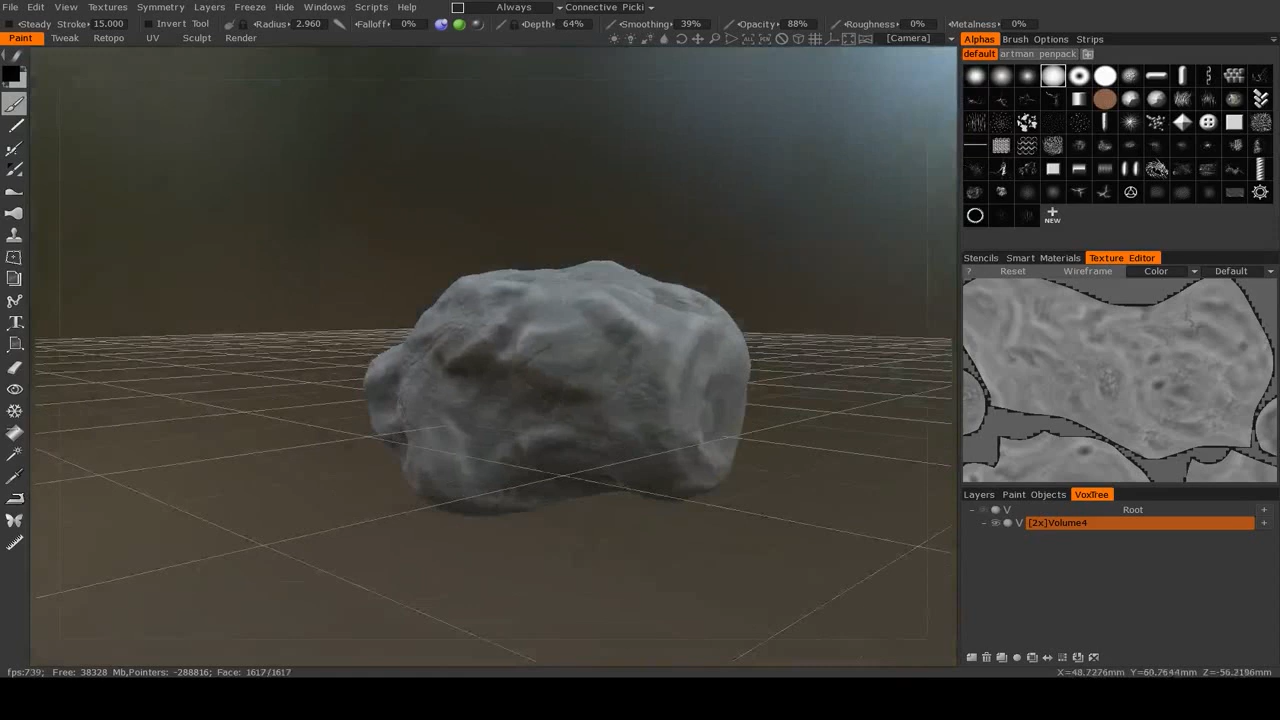 File Edit View Textures Symmetry Layers Freeze Hide Windows Scripts Help Always Connective Picki
Steady Stroke 15.000 Invert Tool Radius 2.960 Falloff 0% Depth 64% Smoothing 39% Opacity 88% Roughness 0% Metalness 0%
Paint Tweak Retopo UV Sculpt Render [Camera] Alphas Brush Options Strips
default artman penpack
NEW
Stencils Smart Materials Texture Editor
? Reset Wireframe Color Default
Layers Paint Objects VoxTree
V Root +
V [2x]Volume4 +
fps:739; Free: 38328 Mb,Pointers: -288816; Face: 1617/1617 X=48.7276mm Y=60.7644mm Z=-56.2186mm